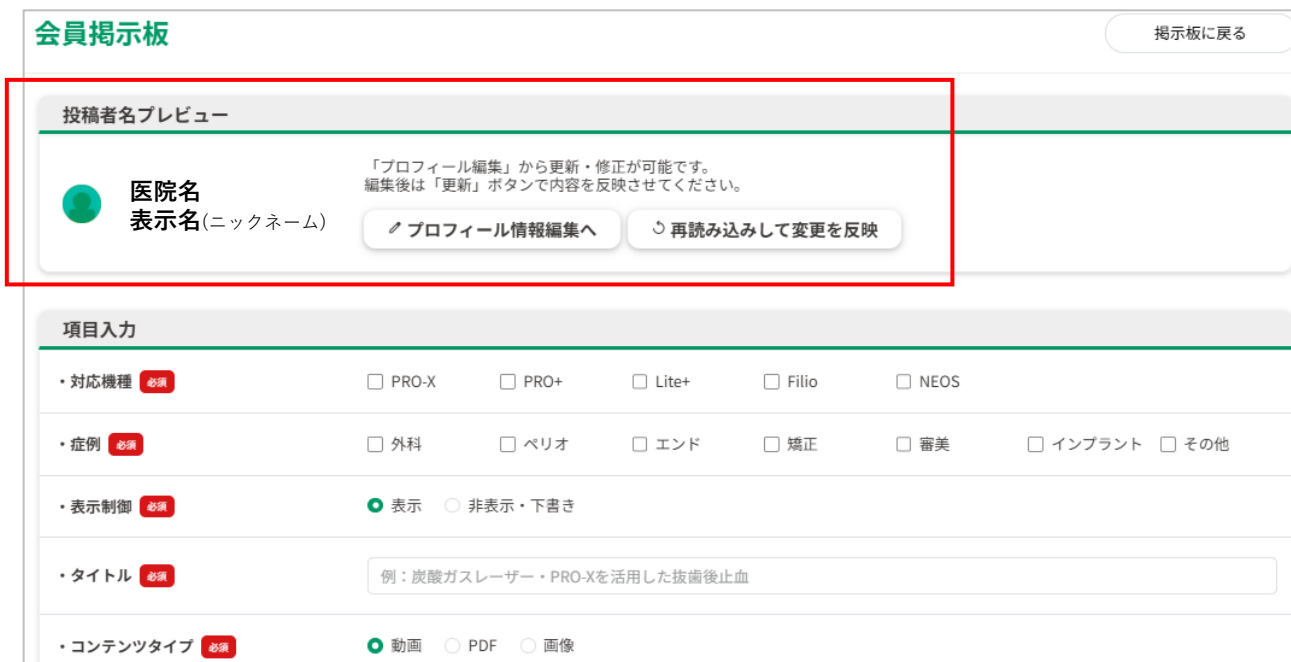 会員掲示板
掲示板に戻る
投稿者名プレビュー
「プロフィール編集」から更新・修正が可能です。
編集後は「更新」ボタンで内容を反映させてください。
医院名
表示名(ニックネーム)
プロフィール情報編集へ
再読み込みして変更を反映
項目入力
・対応機種 必須 PRO-X PRO+ Lite+ Filio NEOS
・症例 必須 外科 ペリオ エンド 矯正 審美 インプラント その他
・表示制御 必須 表示 非表示・下書き
・タイトル 必須 例：炭酸ガスレーザー・PRO-Xを活用した抜歯後止血
・コンテンツタイプ 必須 動画 PDF 画像